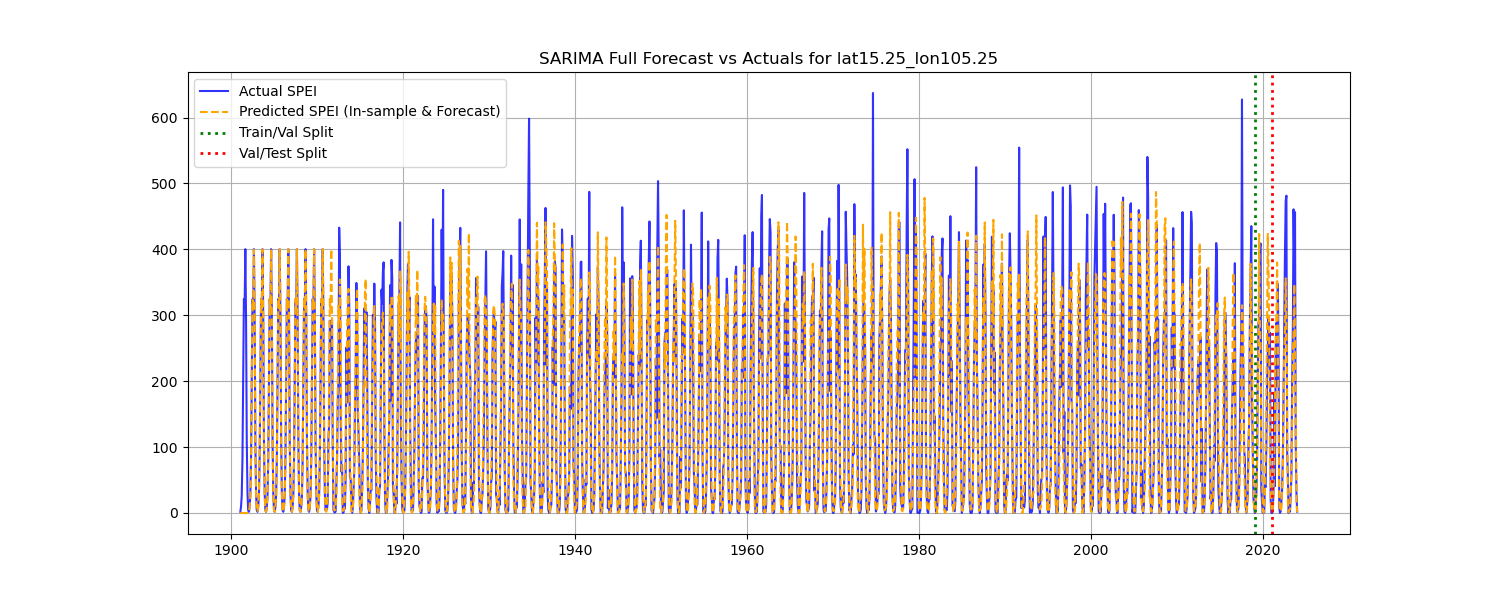 SARIMA Full Forecast vs Actuals for lat15.25_lon105.25
Actual SPEI
Predicted SPEI (In-sample & Forecast)
Train/Val Split
Val/Test Split
600
500
400
300
200
100
0
1900 1920 1940 1960 1980 2000 2020